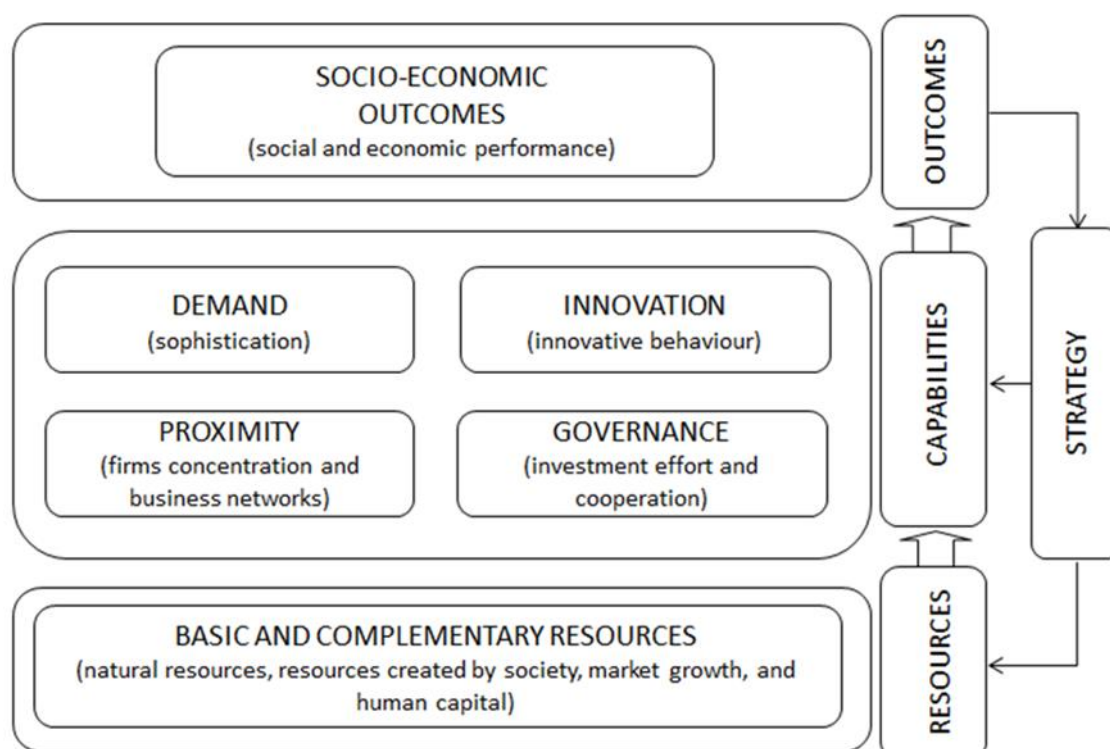 SOCIO-ECONOMIC
OUTCOMES
(social and economic performance)
OUTCOMES
DEMAND
(sophistication)
INNOVATION
(innovative behaviour)
PROXIMITY
(firms concentration and
business networks)
GOVERNANCE
(investment effort and
cooperation)
CAPABILITIES
STRATEGY
BASIC AND COMPLEMENTARY RESOURCES
(natural resources, resources created by society, market growth, and
human capital)
RESOURCES